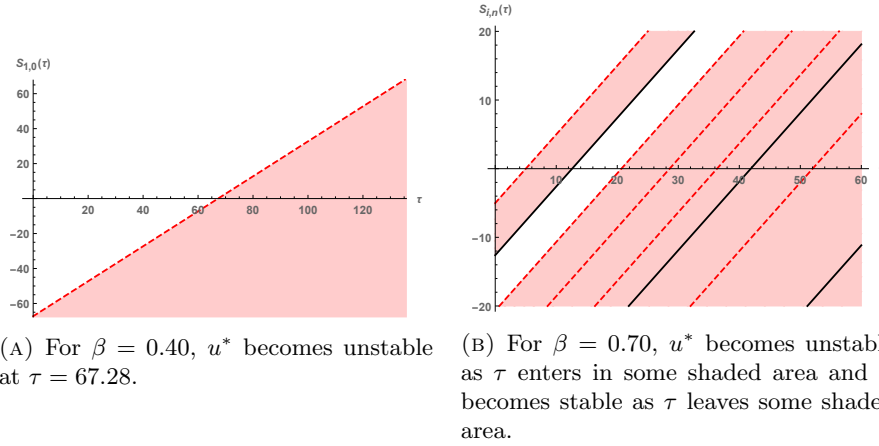 S1,0(τ)
60
40
20
20 40 60 80 100 120 τ
-20
-40
-60
Si,n(τ)
20
10
10 20 30 40 50 60
-10
-20
(A) For β = 0.40, u* becomes unstable
at τ = 67.28.
(B) For β = 0.70, u* becomes unstabl
as τ enters in some shaded area and
becomes stable as τ leaves some shade
area.